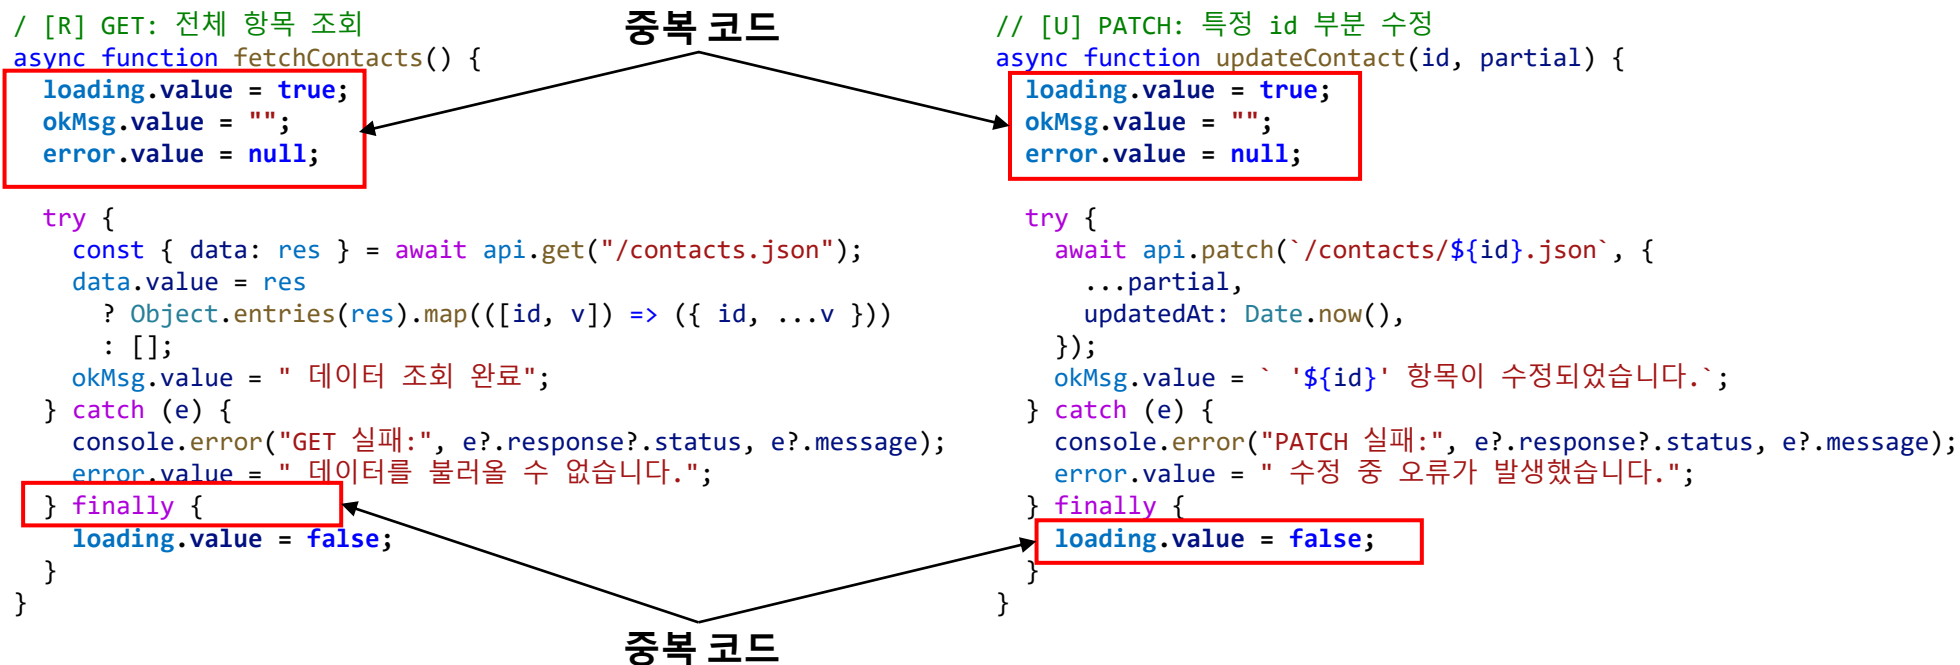 중복 코드
/ [R] GET: 전체 항목 조회
async function fetchContacts() {
  loading.value = true;
  okMsg.value = "";
  error.value = null;
  try {
    const { data: res } = await api.get("/contacts.json");
    data.value = res
      ? Object.entries(res).map(([id, v]) => ({ id, ...v }))
      : [];
    okMsg.value = " 데이터 조회 완료";
  } catch (e) {
    console.error("GET 실패:", e?.response?.status, e?.message);
    error.value = " 데이터를 불러올 수 없습니다.";
  } finally {
    loading.value = false;
  }
}
// [U] PATCH: 특정 id 부분 수정
async function updateContact(id, partial) {
  loading.value = true;
  okMsg.value = "";
  error.value = null;
  try {
    await api.patch(`/contacts/${id}.json`, {
      ...partial,
      updatedAt: Date.now(),
    });
    okMsg.value = ` '${id}' 항목이 수정되었습니다.`;
  } catch (e) {
    console.error("PATCH 실패:", e?.response?.status, e?.message);
    error.value = " 수정 중 오류가 발생했습니다.";
  } finally {
    loading.value = false;
  }
}
중복 코드